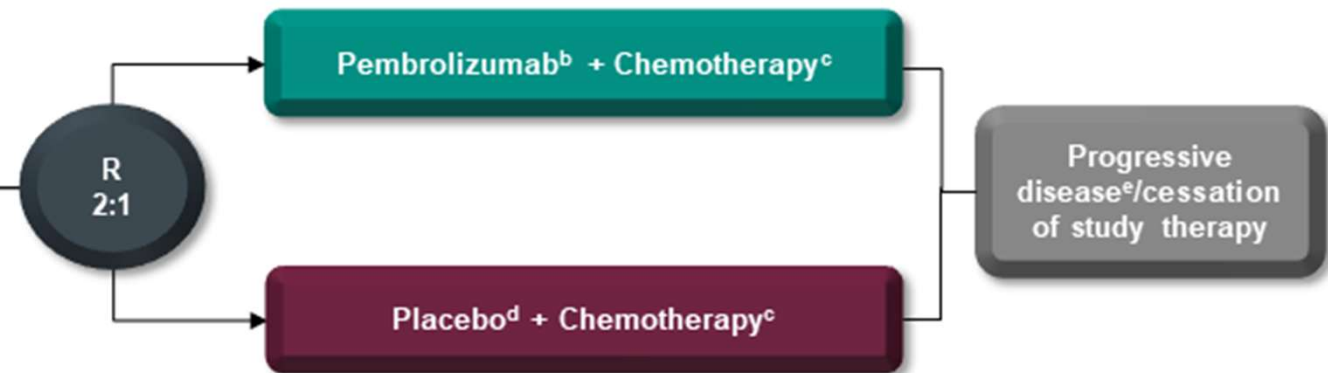 Pembrolizumabᵇ + Chemotherapyᶜ
R
2:1
Progressive
diseaseᵉ/cessation
of study therapy
Placeboᵈ + Chemotherapyᶜ